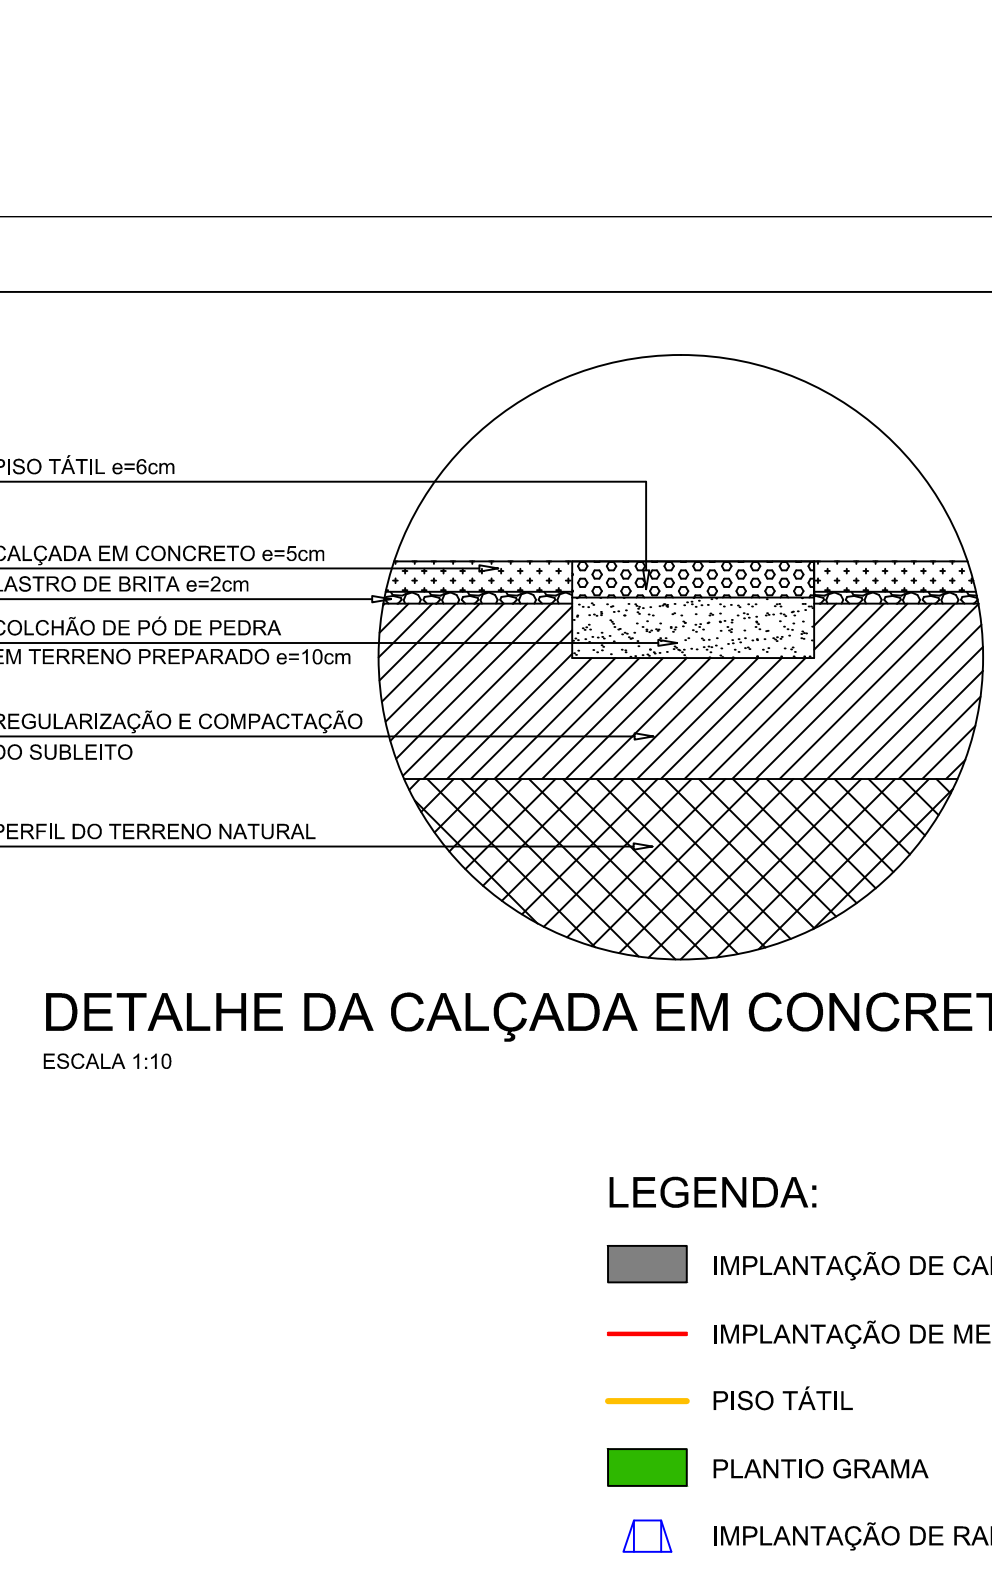 PISO TÁTIL e=6cm
CALÇADA EM CONCRETO e=5cm
LASTRO DE BRITA e=2cm
COLCHÃO DE PÓ DE PEDRA
EM TERRENO PREPARADO e=10cm
REGULARIZAÇÃO E COMPACTAÇÃO
DO SUBLEITO
PERFIL DO TERRENO NATURAL
DETALHE DA CALÇADA EM CONCRET
ESCALA 1:10
LEGENDA:
IMPLANTAÇÃO DE CA
IMPLANTAÇÃO DE ME
PISO TÁTIL
PLANTIO GRAMA
IMPLANTAÇÃO DE RA